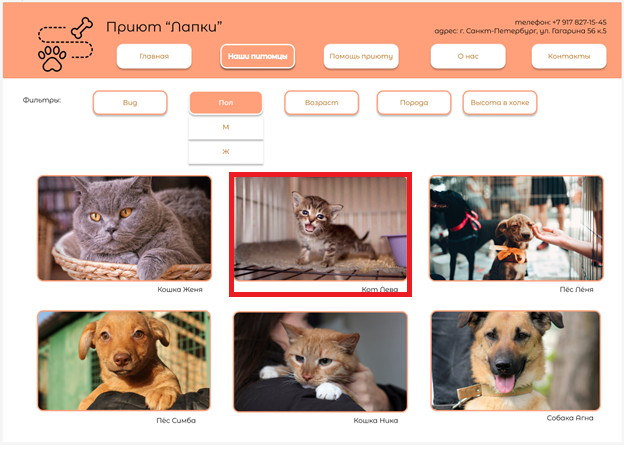 Приют “Лапки”
телефон: +7 917 827-15-45
адрес: г. Санкт-Петербург, ул. Гагарина 56 к.5
Главная
Наши питомцы
Помощь приюту
О нас
Контакты
Фильтры:
Вид
Пол
Возраст
Порода
Высота в холке
М
Ж
Кошка Женя
Кот Лева
Пёс Лёня
Пёс Симба
Кошка Ника
Собака Агна